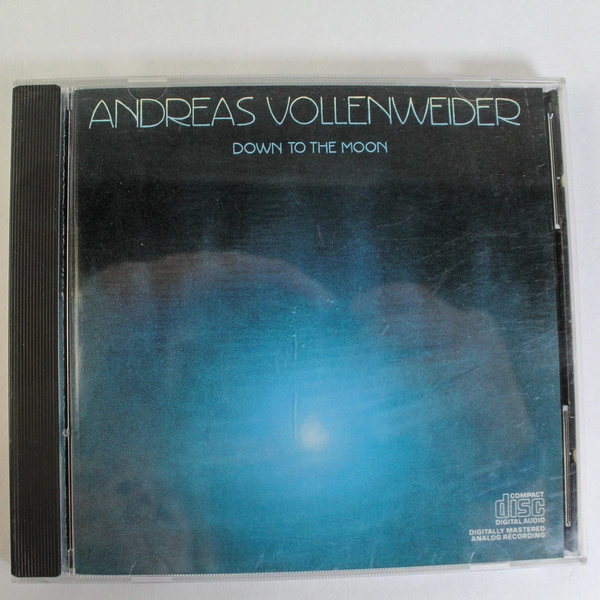 ANDREAS VOLLENWEIDER
DOWN TO THE MOON
COMPACT
disc
DIGITAL AUDIO
DIGITALLY MASTERED
ANALOG RECORDING